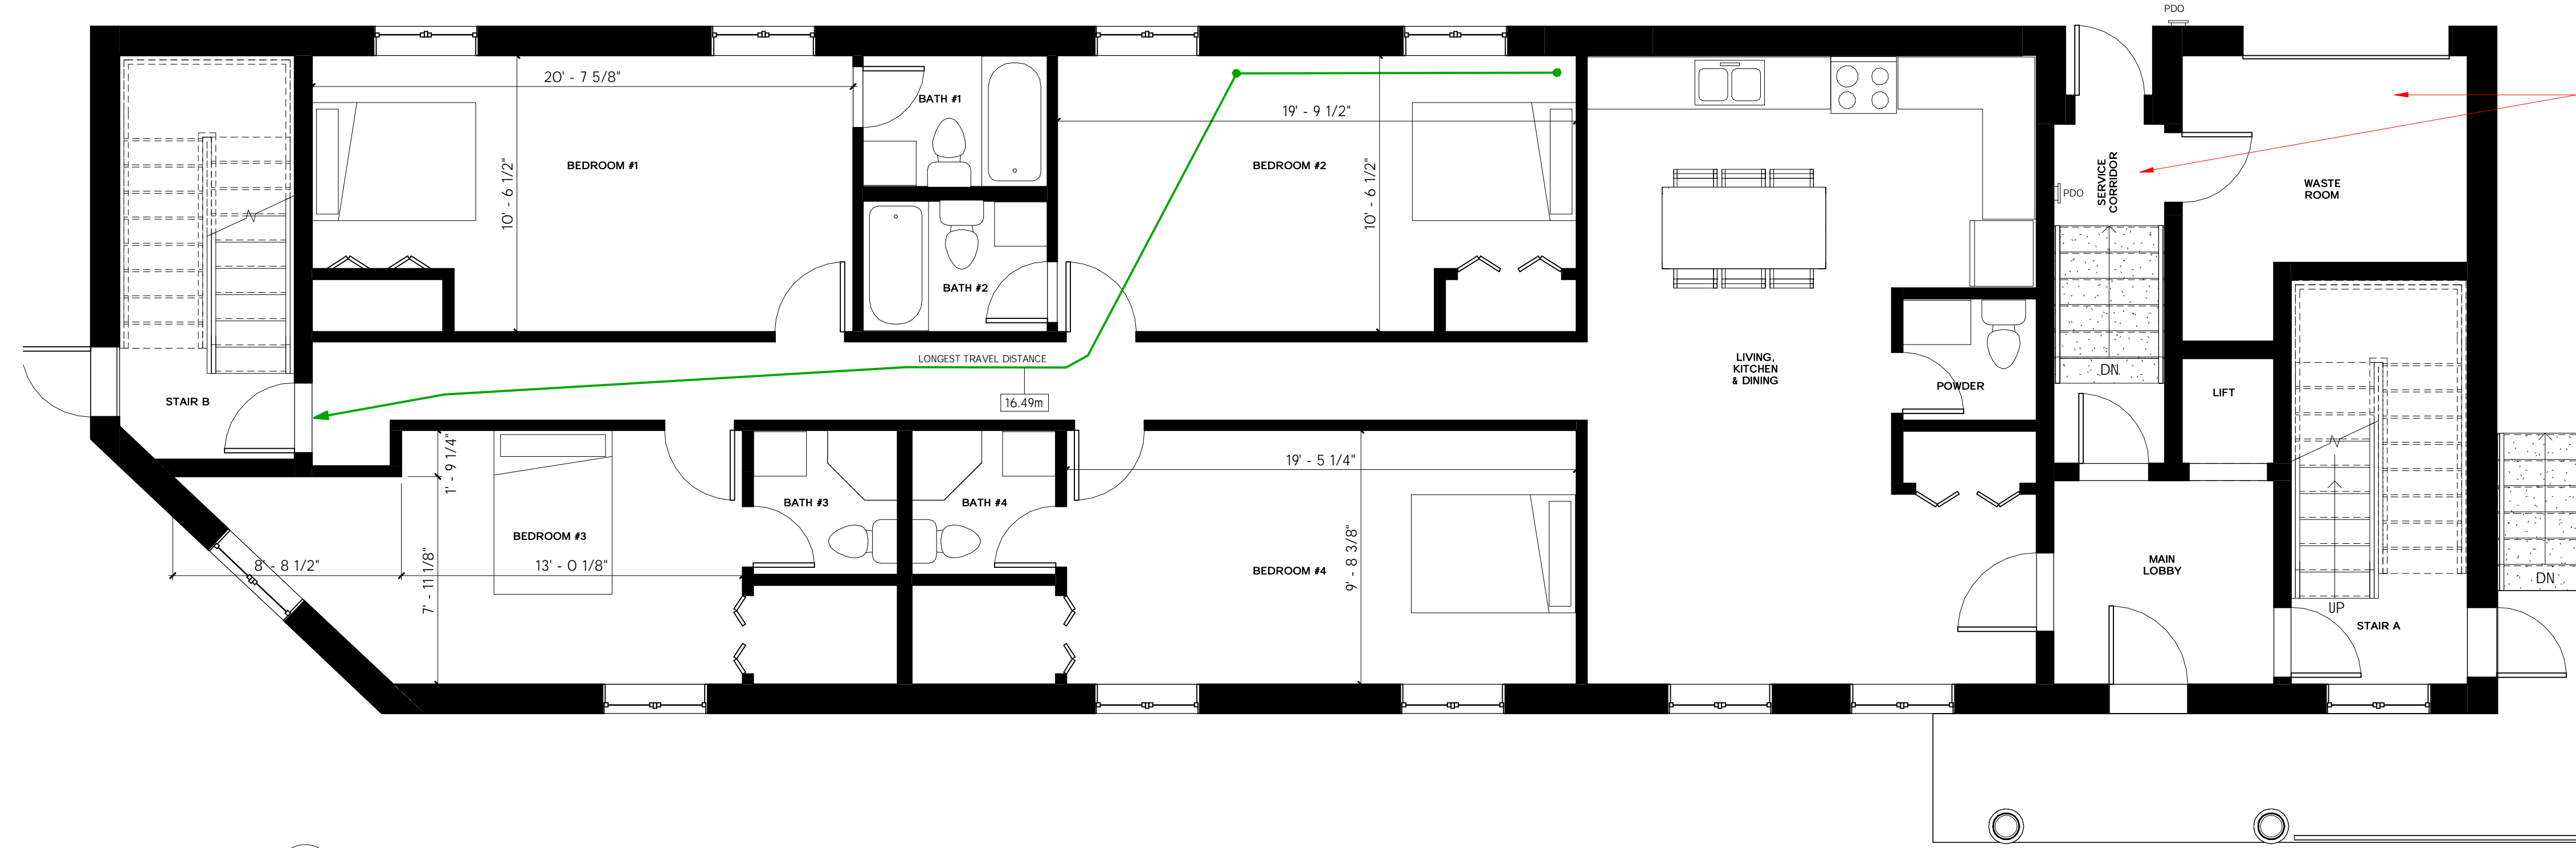 PDO
20' - 7 5/8"
BATH #1
19' - 9 1/2"
10' - 6 1/2"
BEDROOM #1
BEDROOM #2
10' - 6 1/2"
SERVICE
CORRIDOR
PDO
WASTE
ROOM
BATH #2
LONGEST TRAVEL DISTANCE
16.49m
LIVING,
KITCHEN
& DINING
POWDER
DN
LIFT
STAIR B
1' - 9 1/4"
19' - 5 1/4"
BATH #3
BATH #4
BEDROOM #3
8' - 8 1/2"
13' - 0 1/8"
7' - 11 1/8"
BEDROOM #4
9' - 8 3/8"
MAIN
LOBBY
DN
UP
STAIR A